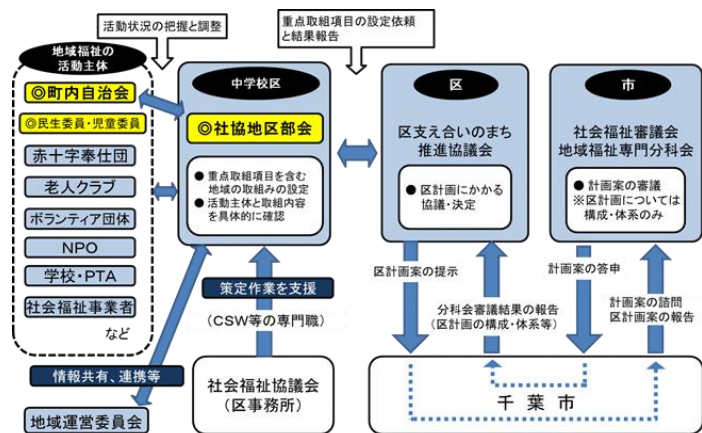 活動状況の把握と調整
重点取組項目の設定依頼
と結果報告
地域福祉の
活動主体
◎町内自治会
◎民生委員・児童委員
赤十字奉仕団
老人クラブ
ボランティア団体
NPO
学校・PTA
社会福祉事業者
など
中学校区
◎社協地区部会
● 重点取組項目を含む
地域の取組みの設定
● 活動主体と取組内容
を具体的に確認
区
区支え合いのまち
推進協議会
● 区計画にかかる
協議・決定
市
社会福祉審議会
地域福祉専門分科会
● 計画案の審議
※区計画については
構成・体系のみ
策定作業を支援
(CSW等の専門職)
区計画案の提示
分科会審議結果の報告
(区計画の構成・体系等)
計画案の答申
計画案の諮問
区計画案の報告
情報共有、連携等
地域運営委員会
社会福祉協議会
(区事務所)
千葉市